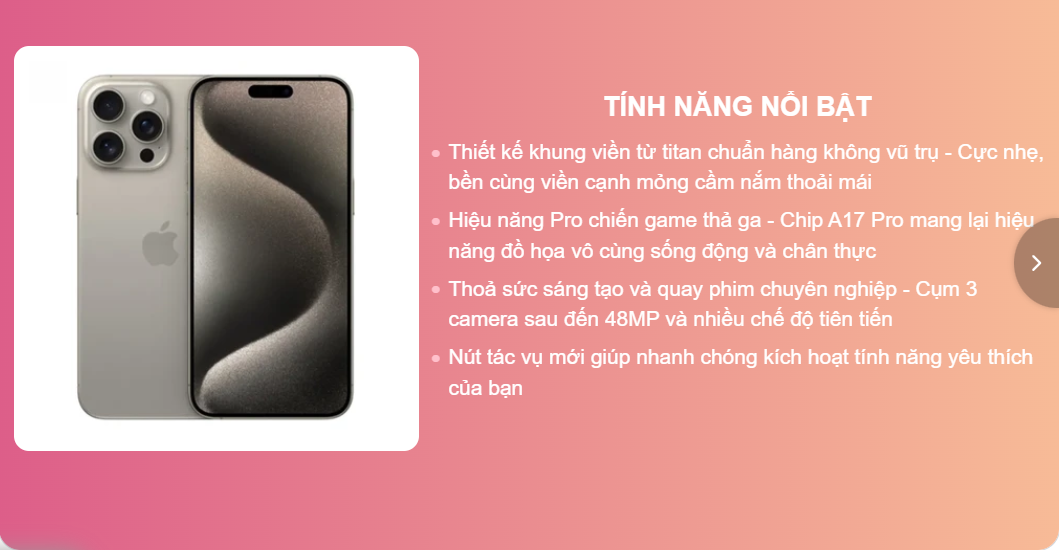 TÍNH NĂNG NỔI BẬT
Thiết kế khung viền từ titan chuẩn hàng không vũ trụ - Cực nhẹ,
bền cùng viền cạnh mỏng cầm nắm thoải mái
Hiệu năng Pro chiến game thả ga - Chip A17 Pro mang lại hiệu
năng đồ họa vô cùng sống động và chân thực
Thoả sức sáng tạo và quay phim chuyên nghiệp - Cụm 3
camera sau đến 48MP và nhiều chế độ tiên tiến
Nút tác vụ mới giúp nhanh chóng kích hoạt tính năng yêu thích
của bạn